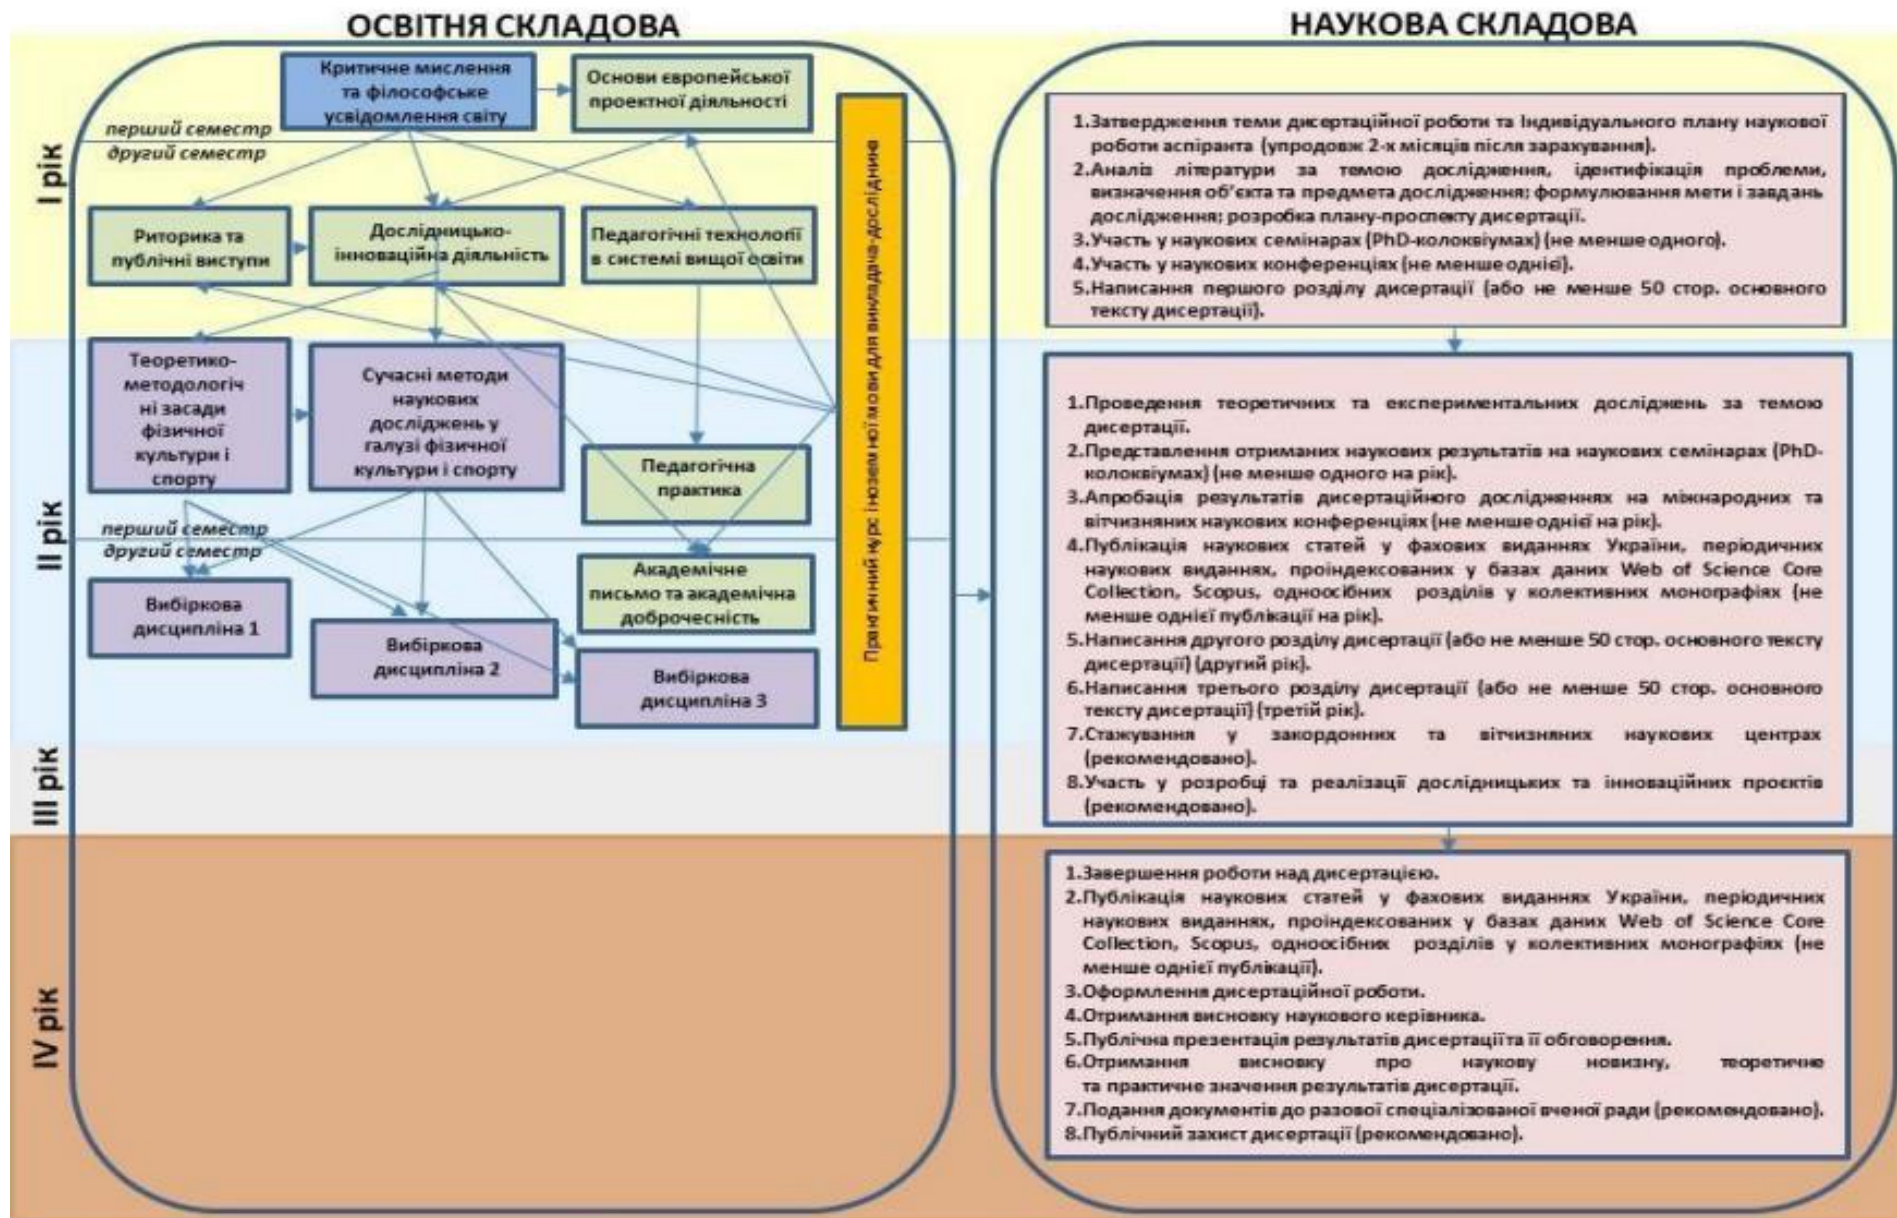 ОСВІТНЯ СКЛАДОВА
Критичне мислення
та філософське
усвідомлення світу
Основи європейської
проектної діяльності
перший семестр
другий семестр
I рік
Риторика та
публічні виступи
Дослідницько-
інноваційна діяльність
Педагогічні технології
в системі вищої освіти
Теоретико-
методологіч
ні засади
фізичної
культури і
спорту
Сучасні методи
наукових
досліджень у
галузі фізичної
культури і спорту
Педагогічна
практика
II рік
перший семестр
другий семестр
Академічне
письмо та академічна
доброчесність
Вибіркова
дисципліна 1
Вибіркова
дисципліна 2
Вибіркова
дисципліна 3
Практичний курс іноземної мови для викладача-дослідника
III рік
IV рік
НАУКОВА СКЛАДОВА
1.Затвердження теми дисертаційної роботи та Індивідуального плану наукової
роботи аспіранта (упродовж 2-х місяців після зарахування).
2.Аналіз літератури за темою дослідження, ідентифікація проблеми,
визначення об’єкта та предмета дослідження; формулювання мети і завдань
дослідження; розробка плану-проспекту дисертації.
3.Участь у наукових семінарах (PhD-колоквіумах) (не менше одного).
4.Участь у наукових конференціях (не менше однієї).
5.Написання першого розділу дисертації (або не менше 50 стор. основного
тексту дисертації).
1.Проведення теоретичних та експериментальних досліджень за темою
дисертації.
2.Представлення отриманих наукових результатів на наукових семінарах (PhD-
колоквіумах) (не менше одного на рік).
3.Апробація результатів дисертаційного дослідженнях на міжнародних та
вітчизняних наукових конференціях (не менше однієї на рік).
4.Публікація наукових статей у фахових виданнях України, періодичних
наукових виданнях, проіндексованих у базах даних Web of Science Core
Collection, Scopus, одноосібних розділів у колективних монографіях (не
менше однієї публікації на рік).
5.Написання другого розділу дисертації (або не менше 50 стор. основного тексту
дисертації) (другий рік).
6.Написання третього розділу дисертації (або не менше 50 стор. основного
тексту дисертації) (третій рік).
7.Стажування у закордонних та вітчизняних наукових центрах
(рекомендовано).
8.Участь у розробці та реалізації дослідницьких та інноваційних проєктів
(рекомендовано).
1.Завершення роботи над дисертацією.
2.Публікація наукових статей у фахових виданнях України, періодичних
наукових виданнях, проіндексованих у базах даних Web of Science Core
Collection, Scopus, одноосібних розділів у колективних монографіях (не
менше однієї публікації).
3.Оформлення дисертаційної роботи.
4.Отримання висновку наукового керівника.
5.Публічна презентація результатів дисертації та її обговорення.
6.Отримання висновку про наукову новизну, теоретичне
та практичне значення результатів дисертації.
7.Подання документів до разової спеціалізованої вченої ради (рекомендовано).
8.Публічний захист дисертації (рекомендовано).